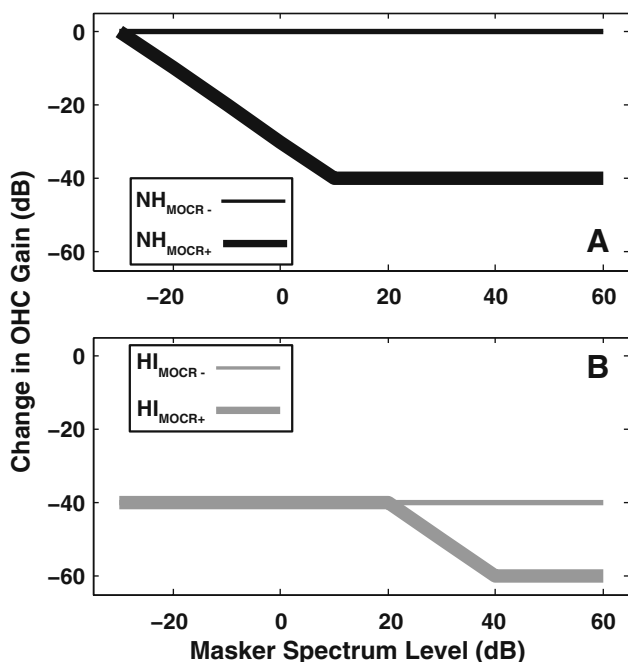 Change in OHC Gain (dB)
0
−20
−40
−60
NH MOCR -
NH MOCR+
A
−20 0 20 40 60
HI MOCR -
HI MOCR+
B
0
−20
−40
−60
−20 0 20 40 60
Masker Spectrum Level (dB)